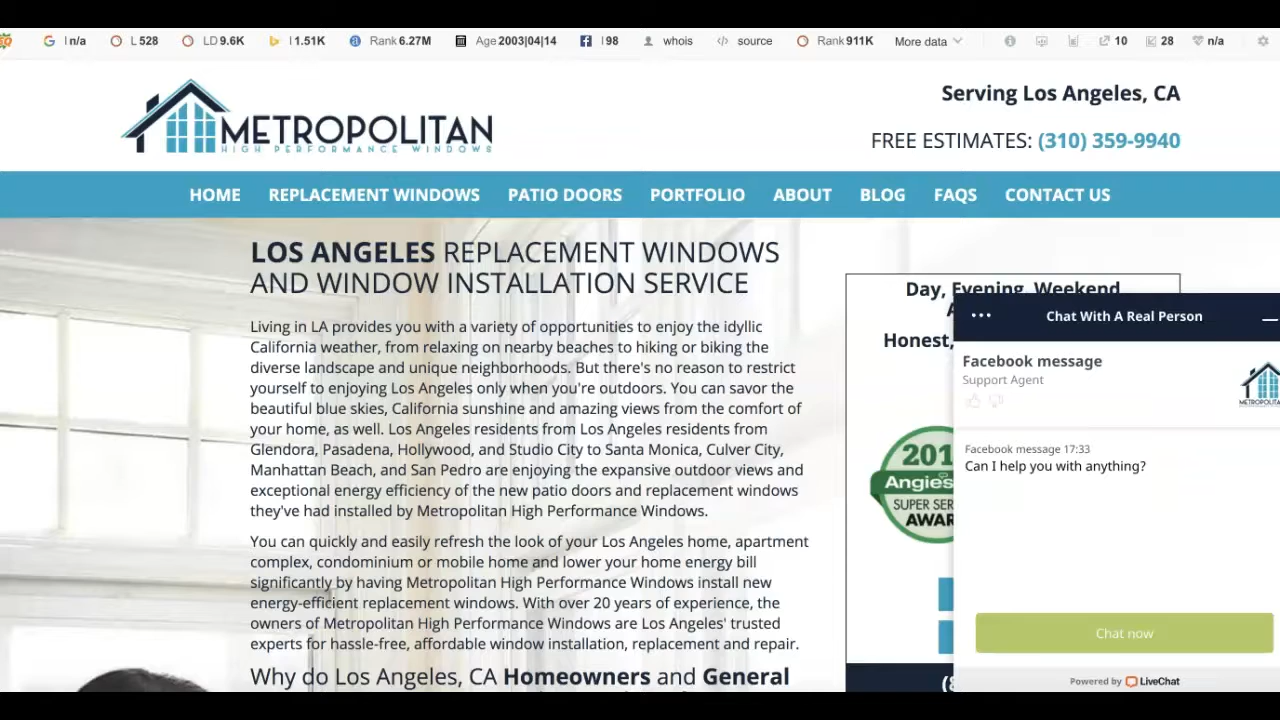 n/a
L 528
LD 9.6K
I 1.51K
Rank 6.27M
Age 2003|04|14
I 98
whois
source
Rank 911K
More data
10
28
n/a
METROPOLITAN
HIGH PERFORMANCE WINDOWS
Serving Los Angeles, CA
FREE ESTIMATES: (310) 359-9940
HOME REPLACEMENT WINDOWS PATIO DOORS PORTFOLIO ABOUT BLOG FAQS CONTACT US
LOS ANGELES REPLACEMENT WINDOWS
AND WINDOW INSTALLATION SERVICE
Living in LA provides you with a variety of opportunities to enjoy the idyllic
California weather, from relaxing on nearby beaches to hiking or biking the
diverse landscape and unique neighborhoods. But there's no reason to restrict
yourself to enjoying Los Angeles only when you're outdoors. You can savor the
beautiful blue skies, California sunshine and amazing views from the comfort of
your home, as well. Los Angeles residents from Los Angeles residents from
Glendora, Pasadena, Hollywood, and Studio City to Santa Monica, Culver City,
Manhattan Beach, and San Pedro are enjoying the expansive outdoor views and
exceptional energy efficiency of the new patio doors and replacement windows
they've had installed by Metropolitan High Performance Windows.
You can quickly and easily refresh the look of your Los Angeles home, apartment
complex, condominium or mobile home and lower your home energy bill
significantly by having Metropolitan High Performance Windows install new
energy-efficient replacement windows. With over 20 years of experience, the
owners of Metropolitan High Performance Windows are Los Angeles' trusted
experts for hassle-free, affordable window installation, replacement and repair.
Why do Los Angeles, CA Homeowners and General
Day, Evening, Weekend
Honest,
201
Angie's
SUPER SER
AWAR
(8
Chat With A Real Person
Facebook message
Support Agent
METROPOLITA
Facebook message 17:33
Can I help you with anything?
Chat now
Powered by LiveChat